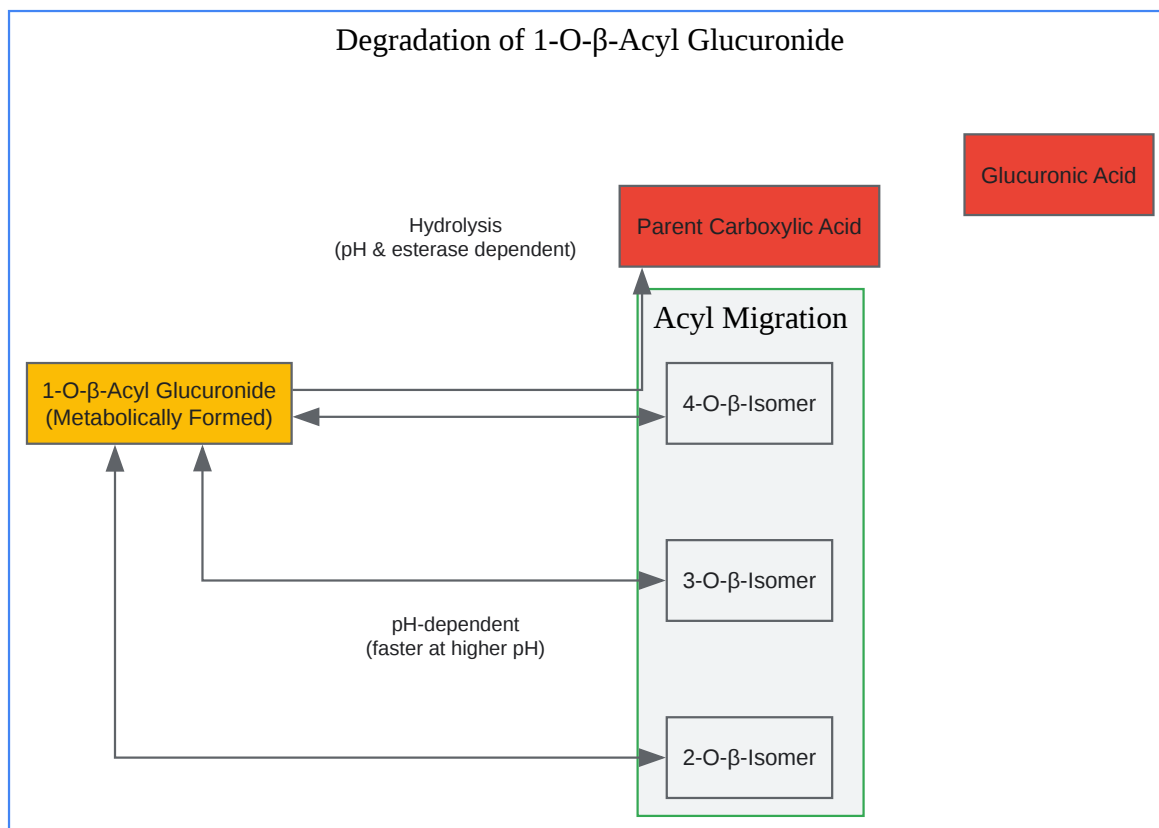 Degradation of 1-O-β-Acyl Glucuronide
Glucuronic Acid
Hydrolysis
(pH & esterase dependent)
Parent Carboxylic Acid
Acyl Migration
1-O-β-Acyl Glucuronide
(Metabolically Formed)
4-O-β-Isomer
3-O-β-Isomer
pH-dependent
(faster at higher pH)
2-O-β-Isomer